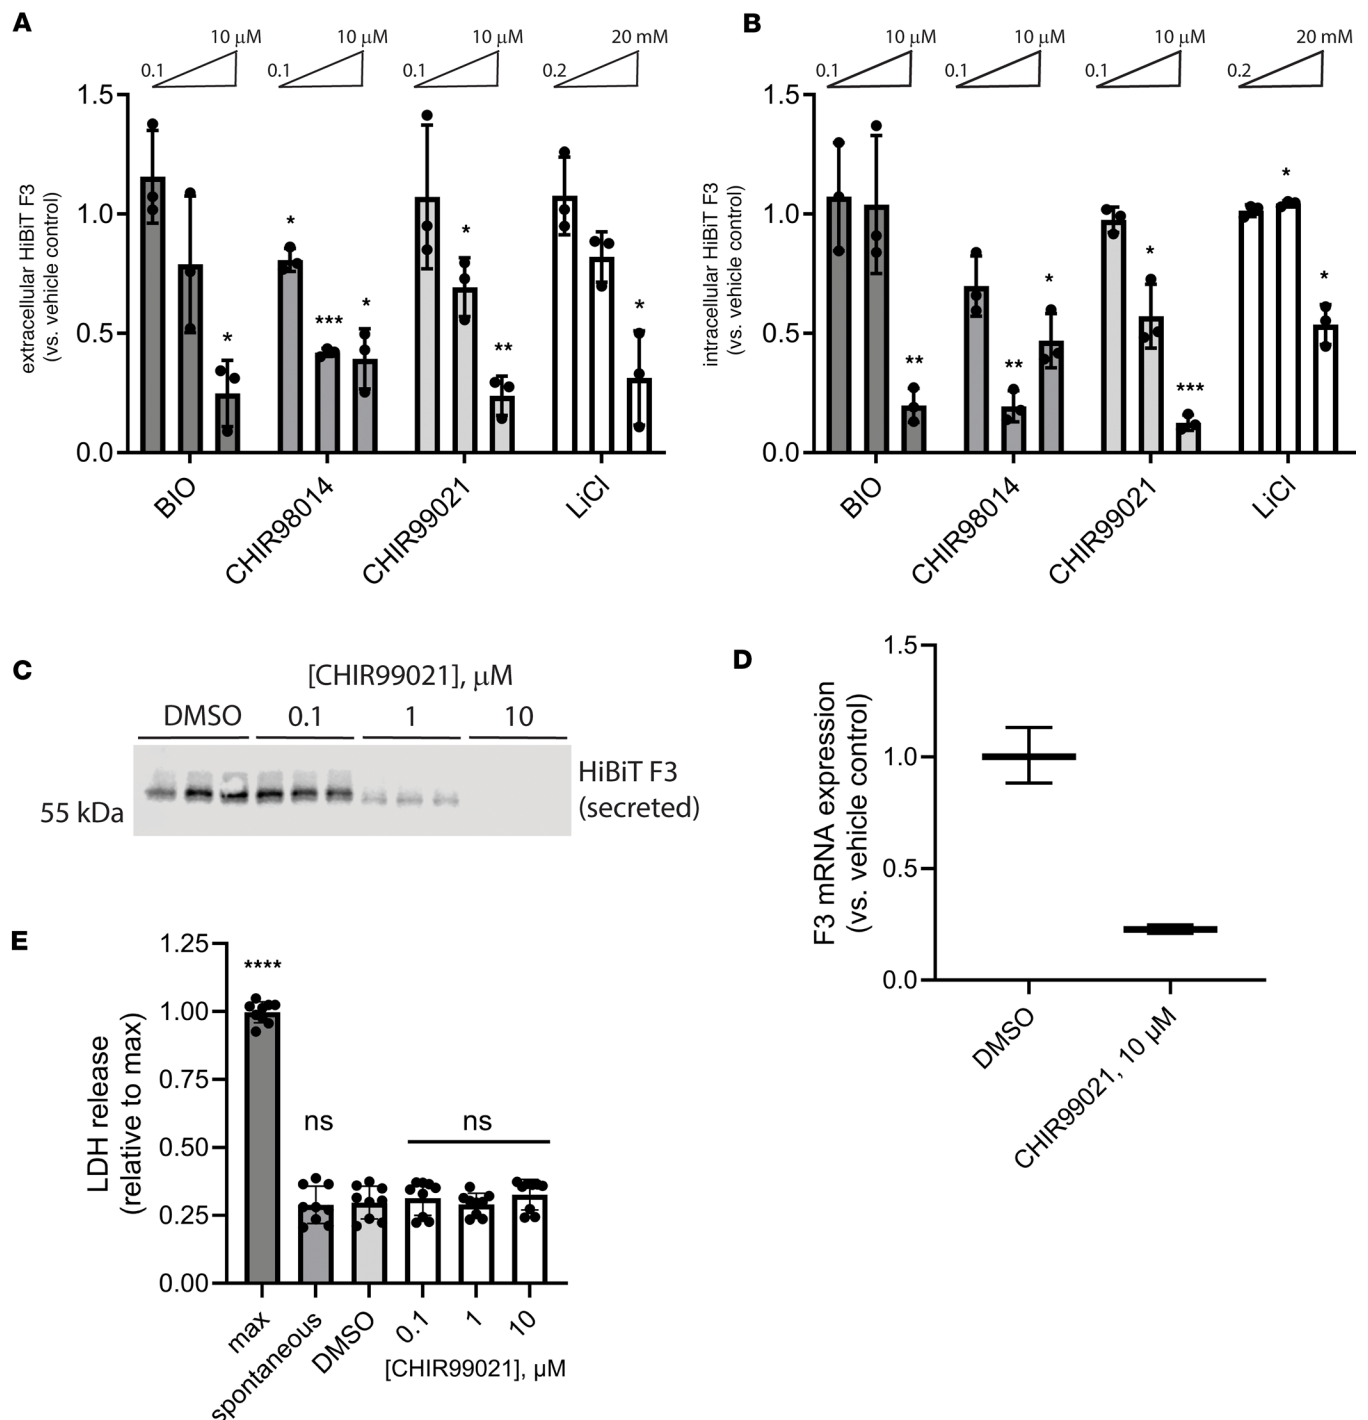 A
10 μM
10 μM
10 μM
20 mM
0.1
0.1
0.1
0.2
extracellular HiBiT F3
(vs. vehicle control)
1.5
1.0
0.5
0.0
*
*
***
*
*
**
*
BIO
CHIR98014
CHIR99021
LiCl
B
10 μM
10 μM
10 μM
20 mM
0.1
0.1
0.1
0.2
intracellular HiBiT F3
(vs. vehicle control)
1.5
1.0
0.5
0.0
**
**
*
*
***
*
*
BIO
CHIR98014
CHIR99021
LiCl
C
[CHIR99021], μM
DMSO 0.1 1 10
55 kDa
HiBiT F3
(secreted)
D
F3 mRNA expression
(vs. vehicle control)
1.5
1.0
0.5
0.0
DMSO
CHIR99021, 10 μM
E
LDH release
(relative to max)
1.25
1.00
0.75
0.50
0.25
0.00
****
ns
ns
max
spontaneous
DMSO
0.1
1
10
[CHIR99021], μM